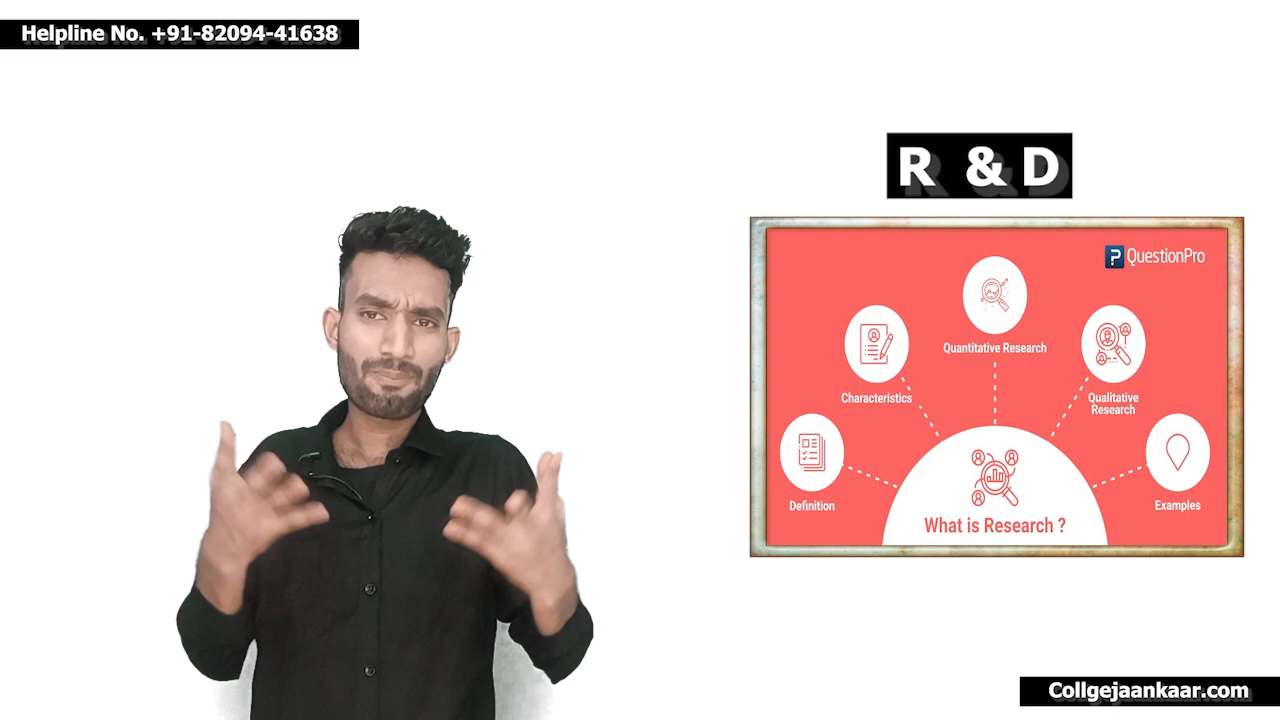 Helpline No. +91-82094-41638
R & D
QuestionPro
Quantitative Research
Characteristics
Qualitative
Research
Definition
Examples
What is Research ?
Collgejaankaar.com